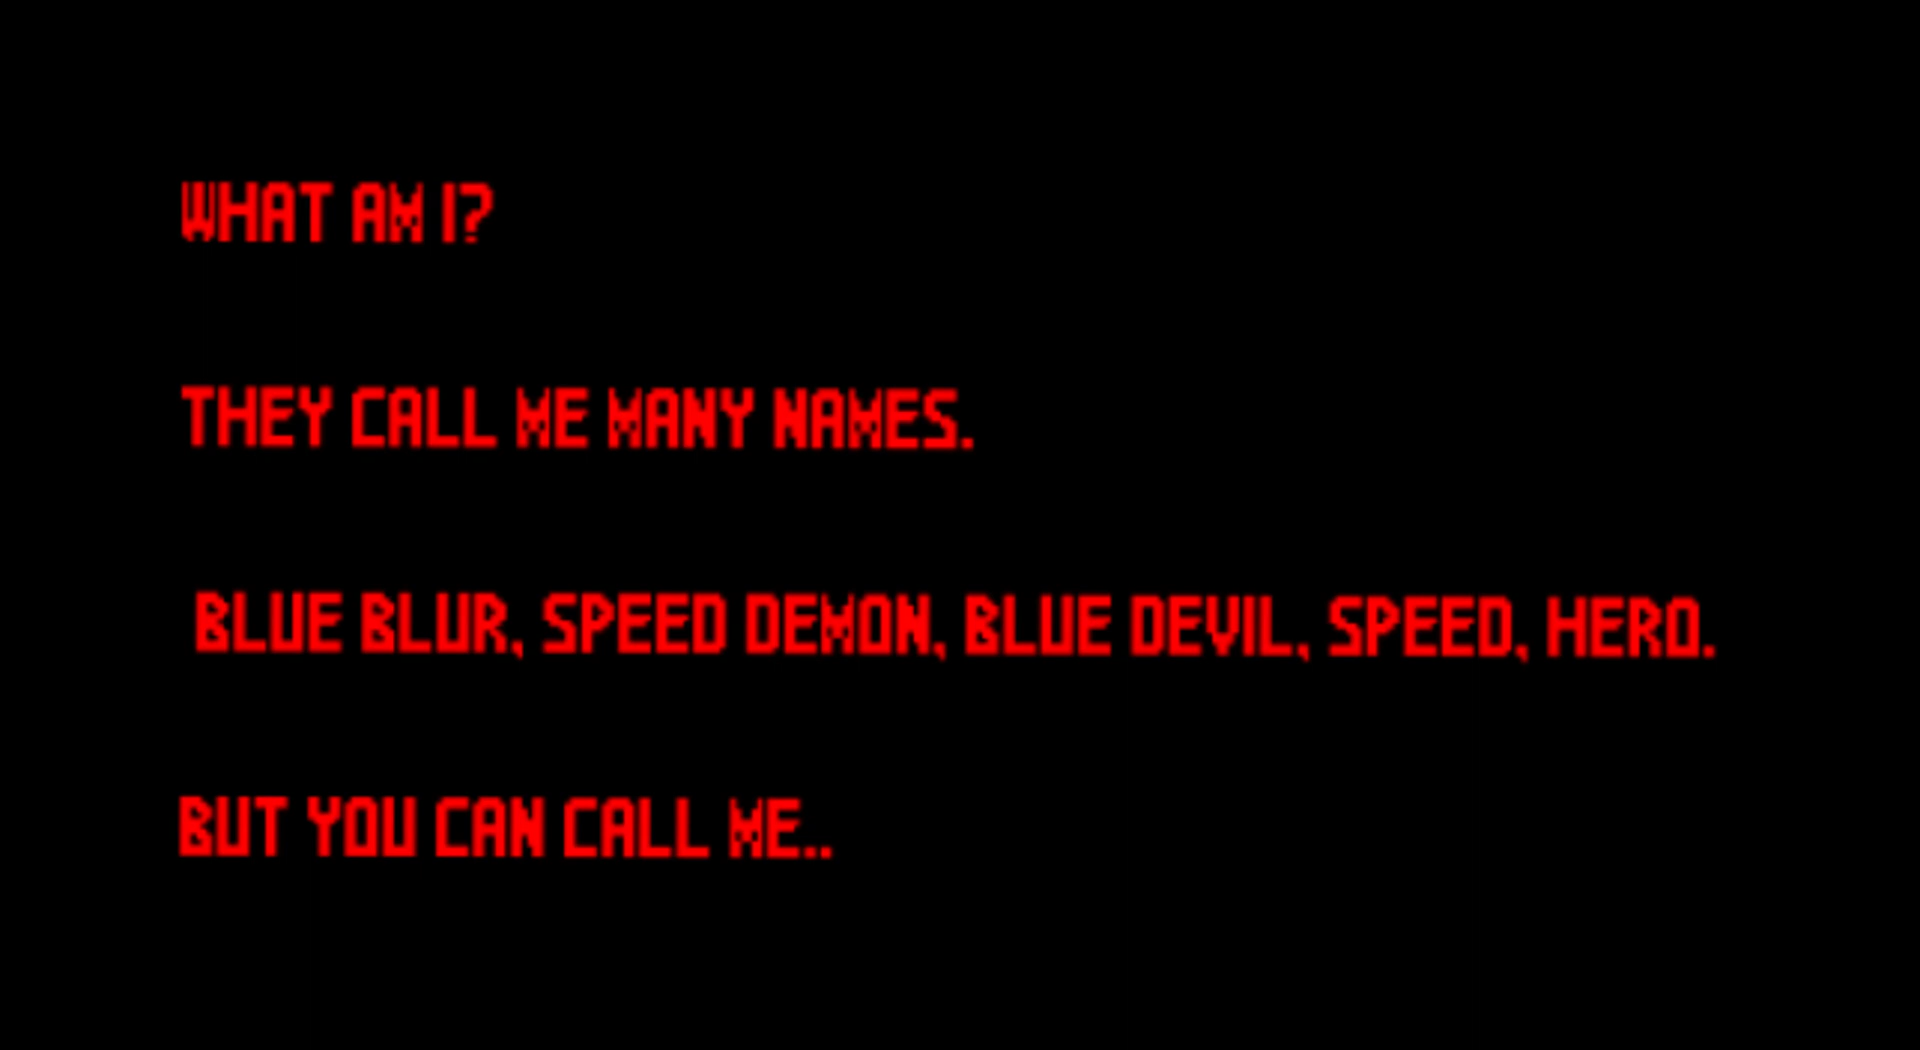 WHAT AM I?
THEY CALL ME MANY NAMES.
BLUE BLUR, SPEED DEMON, BLUE DEVIL, SPEED, HERO.
BUT YOU CAN CALL ME..